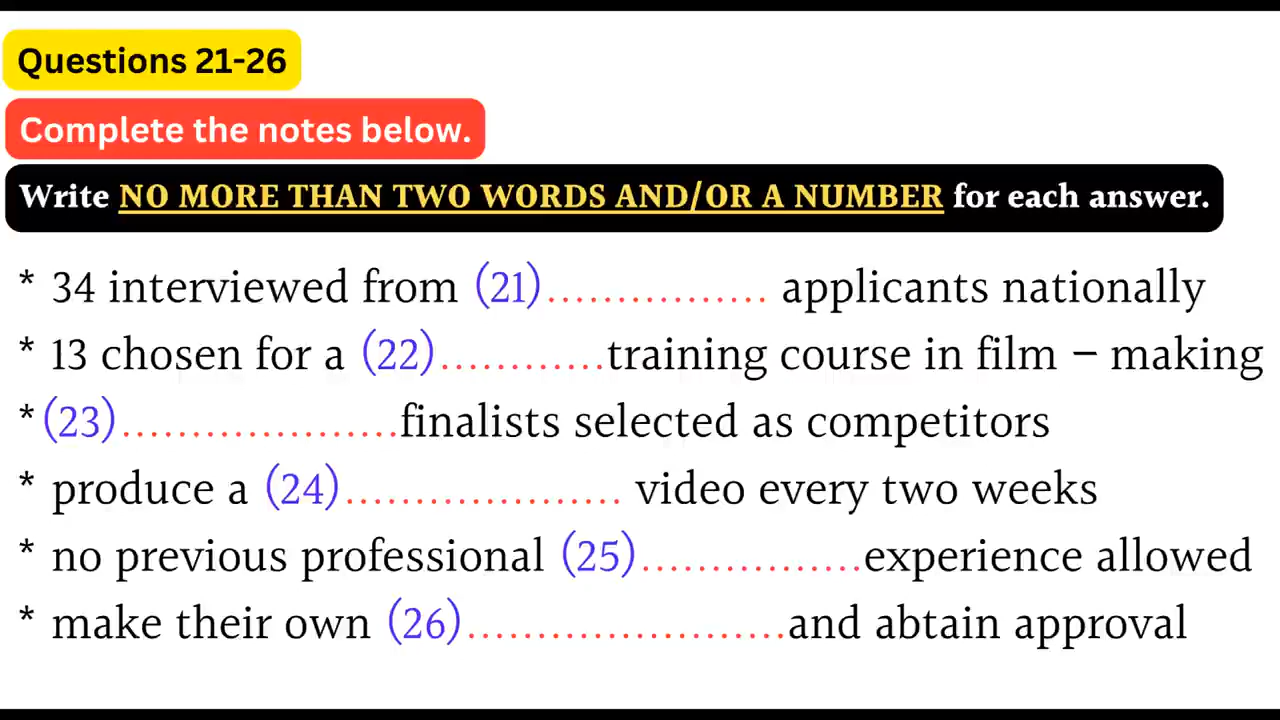 Questions 21-26
Complete the notes below.
Write NO MORE THAN TWO WORDS AND/OR A NUMBER for each answer.
* 34 interviewed from (21)................ applicants nationally
* 13 chosen for a (22)............training course in film – making
*(23)....................finalists selected as competitors
* produce a (24).................... video every two weeks
* no previous professional (25)................experience allowed
* make their own (26).......................and abtain approval